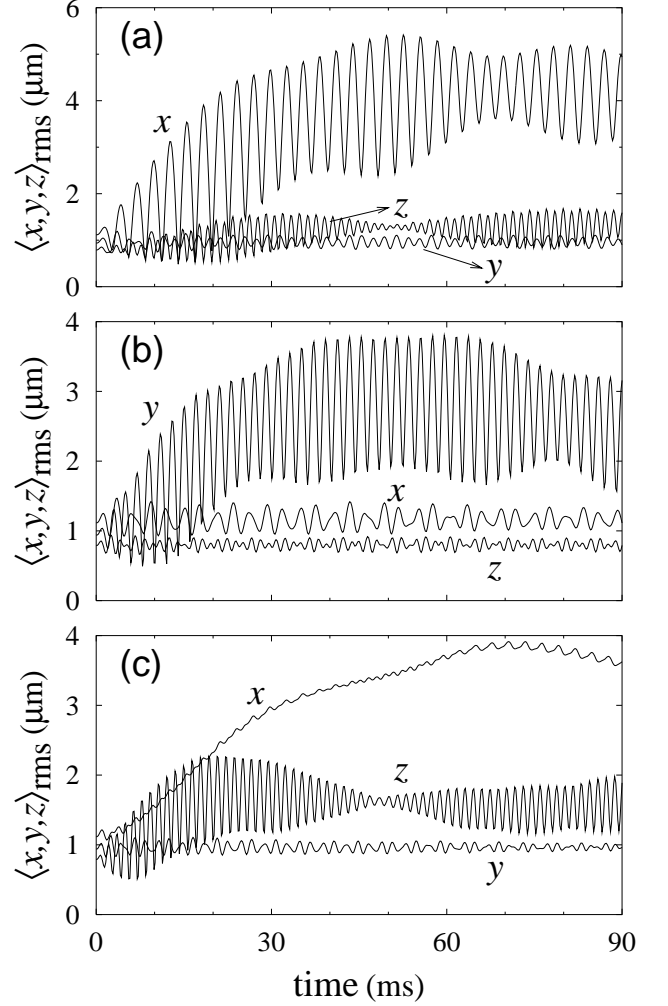 (a)
6
4
2
0
⟨x,y,z⟩rms (μm)
x
z
y
(b)
4
3
2
1
0
⟨x,y,z⟩rms (μm)
y
x
z
(c)
4
3
2
1
0
⟨x,y,z⟩rms (μm)
x
z
y
0 30 60 90
time (ms)